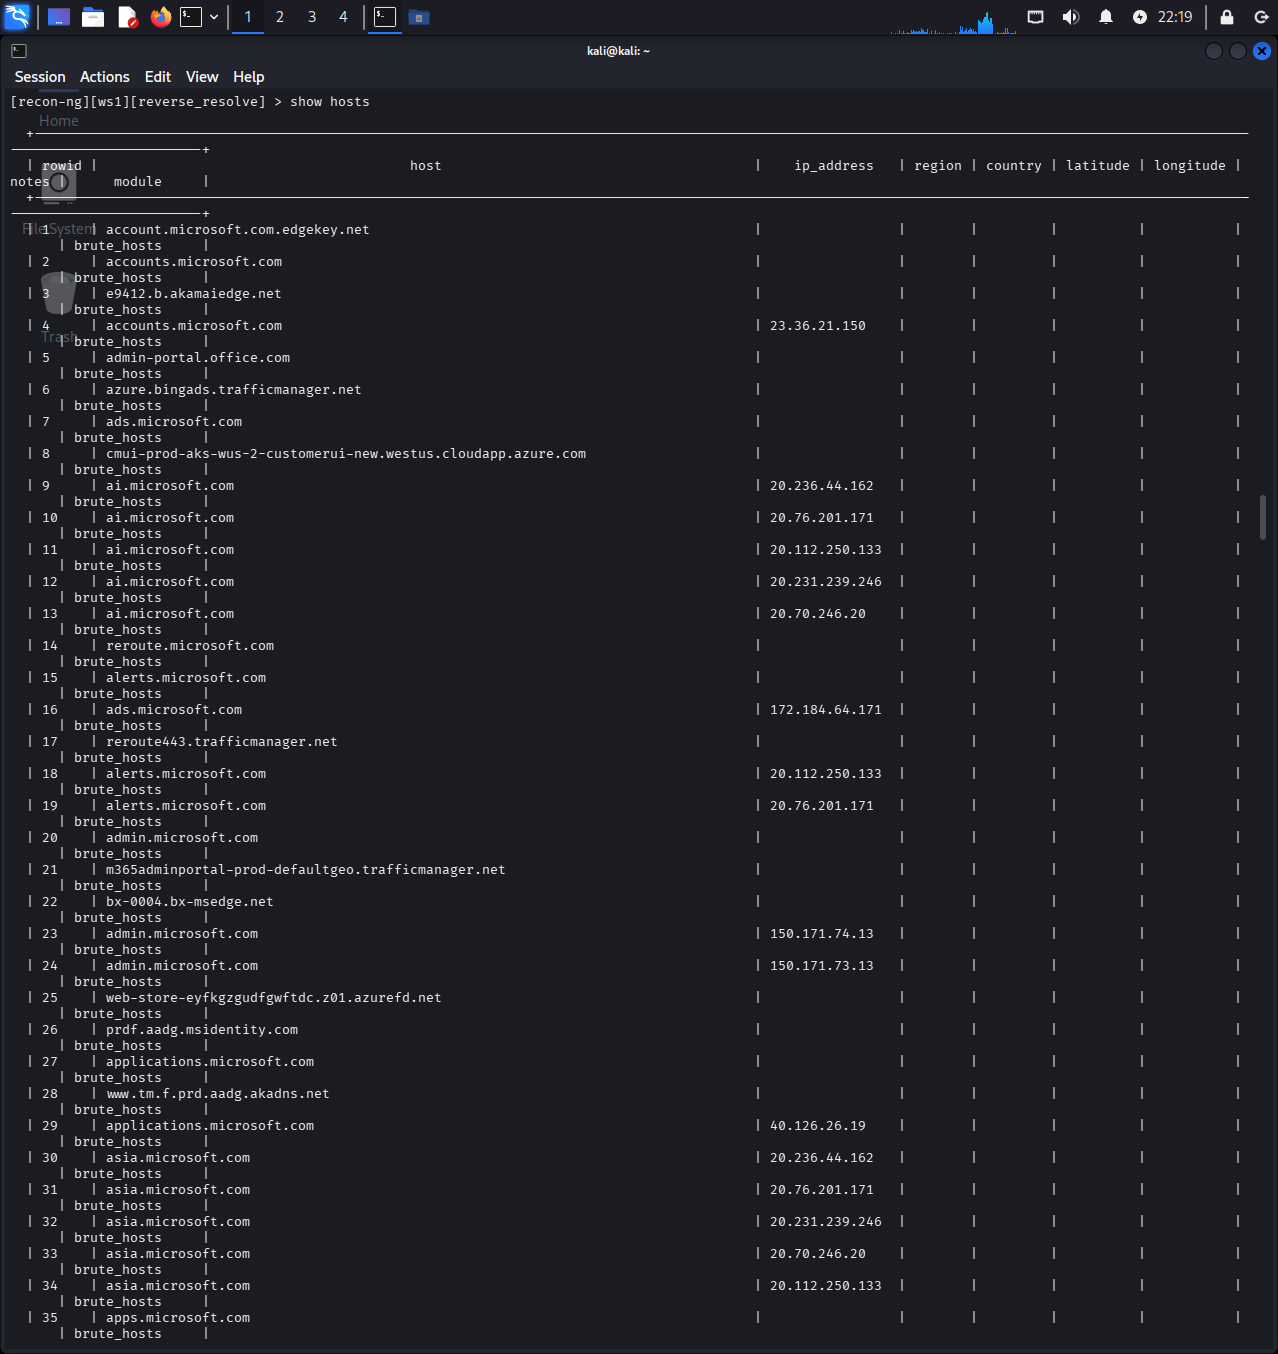 1 2 3 4 22:19
kali@kali: ~
Session Actions Edit View Help
[recon-ng][ws1][reverse_resolve] > show hosts
Home
| rowid | host | ip_address | region | country | latitude | longitude |
notes | module |
File System
| 1 | account.microsoft.com.edgekey.net | | | | | |
| brute_hosts |
| 2 | accounts.microsoft.com | | | | | |
| brute_hosts |
| 3 | e9412.b.akamaiedge.net | | | | | |
| brute_hosts |
| 4 | accounts.microsoft.com | 23.36.21.150 | | | | |
Trash
| brute_hosts |
| 5 | admin-portal.office.com | | | | | |
| brute_hosts |
| 6 | azure.bingads.trafficmanager.net | | | | | |
| brute_hosts |
| 7 | ads.microsoft.com | | | | | |
| brute_hosts |
| 8 | cmui-prod-aks-wus-2-customerui-new.westus.cloudapp.azure.com | | | | | |
| brute_hosts |
| 9 | ai.microsoft.com | 20.236.44.162 | | | | |
| brute_hosts |
| 10 | ai.microsoft.com | 20.76.201.171 | | | | |
| brute_hosts |
| 11 | ai.microsoft.com | 20.112.250.133 | | | | |
| brute_hosts |
| 12 | ai.microsoft.com | 20.231.239.246 | | | | |
| brute_hosts |
| 13 | ai.microsoft.com | 20.70.246.20 | | | | |
| brute_hosts |
| 14 | reroute.microsoft.com | | | | | |
| brute_hosts |
| 15 | alerts.microsoft.com | | | | | |
| brute_hosts |
| 16 | ads.microsoft.com | 172.184.64.171 | | | | |
| brute_hosts |
| 17 | reroute443.trafficmanager.net | | | | | |
| brute_hosts |
| 18 | alerts.microsoft.com | 20.112.250.133 | | | | |
| brute_hosts |
| 19 | alerts.microsoft.com | 20.76.201.171 | | | | |
| brute_hosts |
| 20 | admin.microsoft.com | | | | | |
| brute_hosts |
| 21 | m365adminportal-prod-defaultgeo.trafficmanager.net | | | | | |
| brute_hosts |
| 22 | bx-0004.bx-msedge.net | | | | | |
| brute_hosts |
| 23 | admin.microsoft.com | 150.171.74.13 | | | | |
| brute_hosts |
| 24 | admin.microsoft.com | 150.171.73.13 | | | | |
| brute_hosts |
| 25 | web-store-eyfkgzgudfgwftdc.z01.azurefd.net | | | | | |
| brute_hosts |
| 26 | prdf.aadg.msidentity.com | | | | | |
| brute_hosts |
| 27 | applications.microsoft.com | | | | | |
| brute_hosts |
| 28 | www.tm.f.prd.aadg.akadns.net | | | | | |
| brute_hosts |
| 29 | applications.microsoft.com | 40.126.26.19 | | | | |
| brute_hosts |
| 30 | asia.microsoft.com | 20.236.44.162 | | | | |
| brute_hosts |
| 31 | asia.microsoft.com | 20.76.201.171 | | | | |
| brute_hosts |
| 32 | asia.microsoft.com | 20.231.239.246 | | | | |
| brute_hosts |
| 33 | asia.microsoft.com | 20.70.246.20 | | | | |
| brute_hosts |
| 34 | asia.microsoft.com | 20.112.250.133 | | | | |
| brute_hosts |
| 35 | apps.microsoft.com | | | | | |
| brute_hosts |